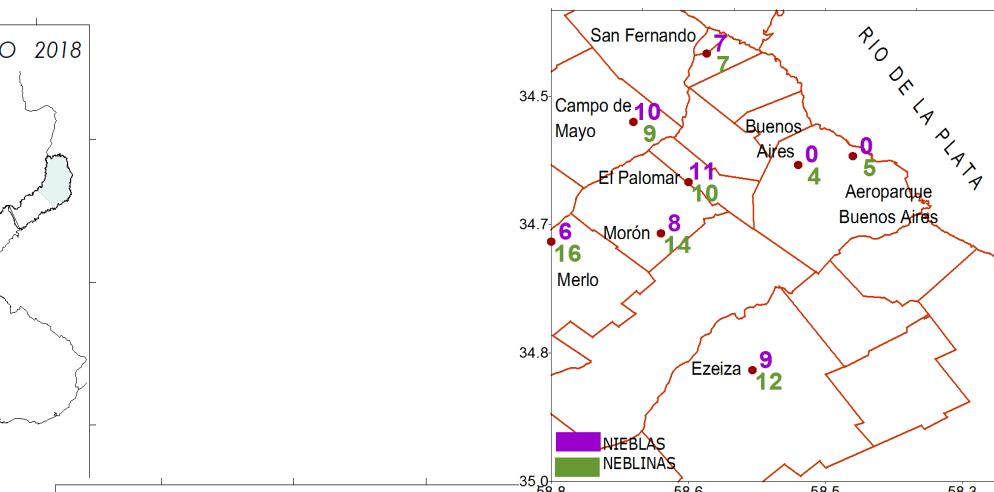 O 2018
San Fernando
7
7
34.5
Campo de
Mayo
10
9
Buenos
Aires
0
4
0
5
RIO DE LA PLATA
El Palomar
11
10
Aeroparque
Buenos Aires
34.7
6
16
Merlo
Morón
8
14
34.8
Ezeiza
9
12
NIEBLAS
NEBLINAS
35.0
58.8
58.6
58.5
58.3